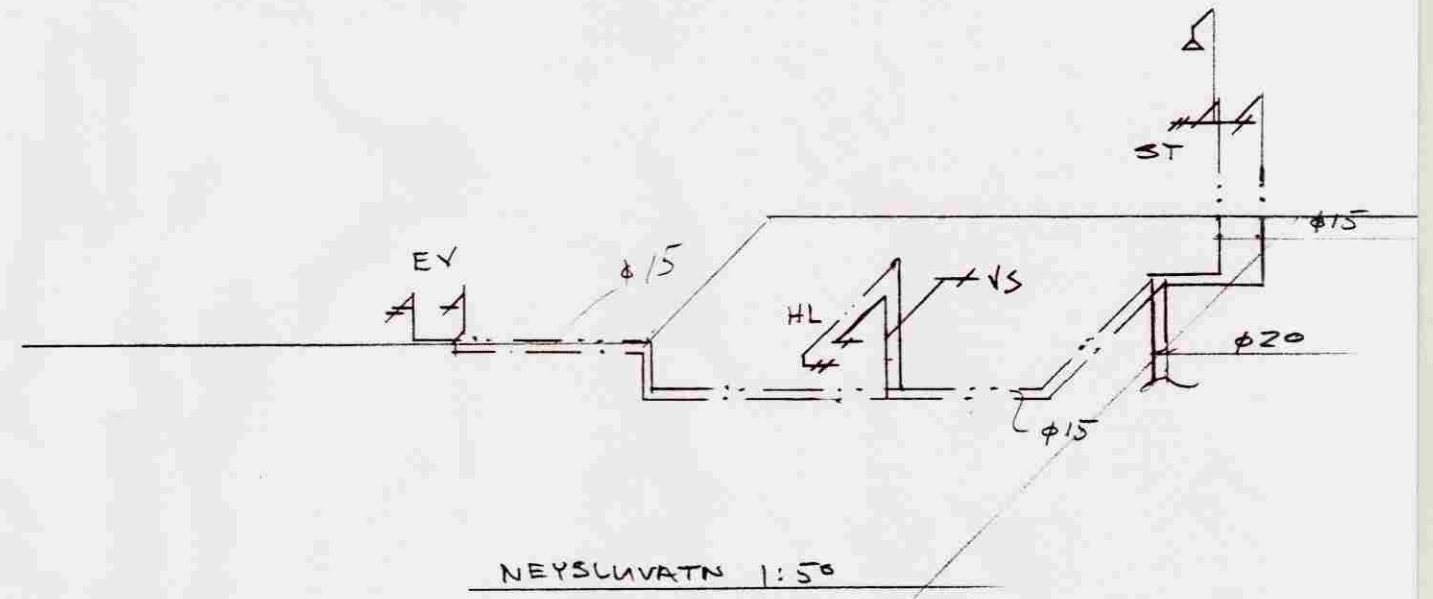 ST
φ15
EV
φ15
HL
VS
φ20
φ15
NEYSLUVATN 1:50